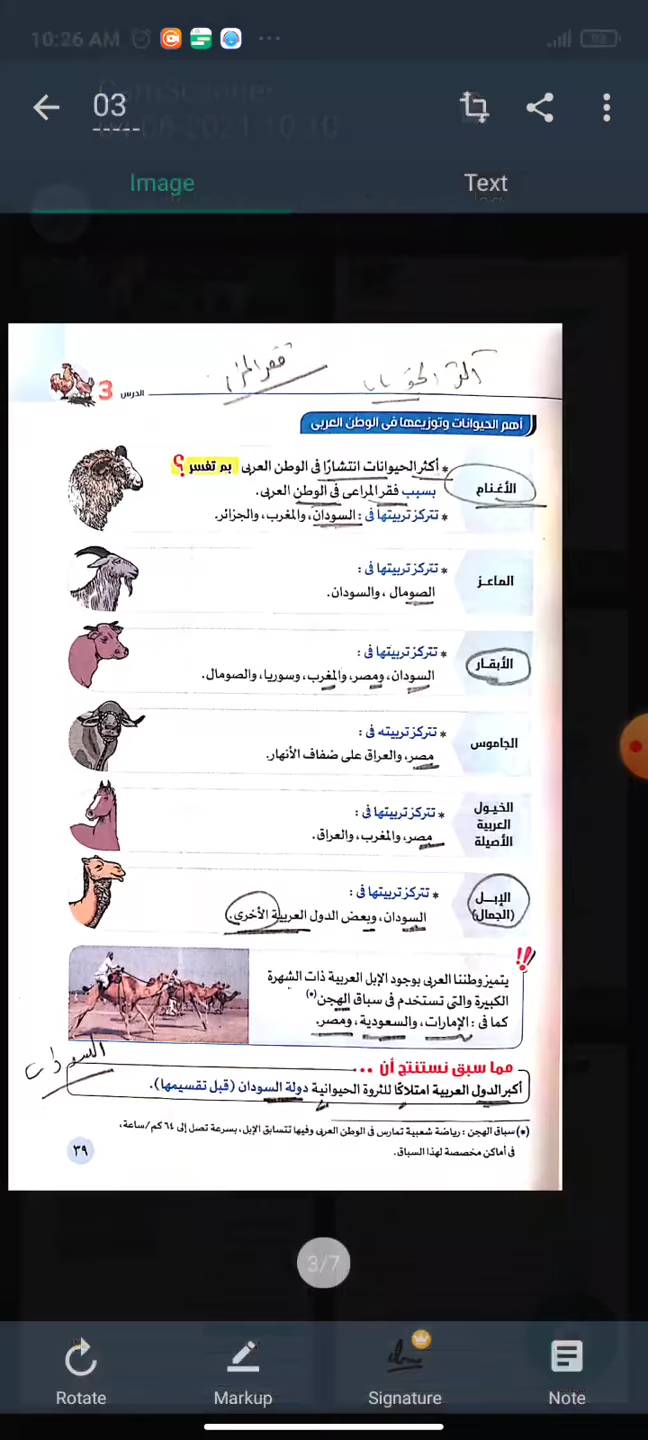 10:26 AM
03
Image Text
الدرس 3
فقر المراعى
أهم الحيوانات وتوزيعها فى الوطن العربى
الأغنام
* أكثر الحيوانات انتشارًا فى الوطن العربى بم تفسر ؟
بسبب فقر المراعى فى الوطن العربى.
* تتركز تربيتها فى : السودان، والمغرب، والجزائر.
الماعـز
* تتركز تربيتها فى :
الصومال ، والسودان.
الأبقـار
* تتركز تربيتها فى :
السودان، ومصر، والمغرب، وسوريا، والصومال.
الجاموس
* تتركز تربيته فى :
مصر، والعراق على ضفاف الأنهار.
الخيـول
العربية
الأصيلة
* تتركز تربيتها فى :
مصر، والمغرب، والعراق.
الإبـــل
(الجمال)
* تتركز تربيتها فى :
السودان، وبعض الدول العربية الأخرى.
!!
يتميز وطننا العربى بوجود الإبل العربية ذات الشهرة
الكبيرة والتى تستخدم فى سباق الهجن(*)
كما فى : الإمارات، والسعودية، ومصر.
السودان
مما سبق نستنتج أن ...
أكبر الدول العربية امتلاكًا للثروة الحيوانية دولة السودان (قبل تقسيمها).
(*) سباق الهجن : رياضة شعبية تمارس فى الوطن العربى وفيها تتسابق الإبل، بسرعة تصل إلى ٦٤ كم/ساعة،
فى أماكن مخصصة لهذا السباق.
٣٩
3/7
Rotate Markup Signature Note